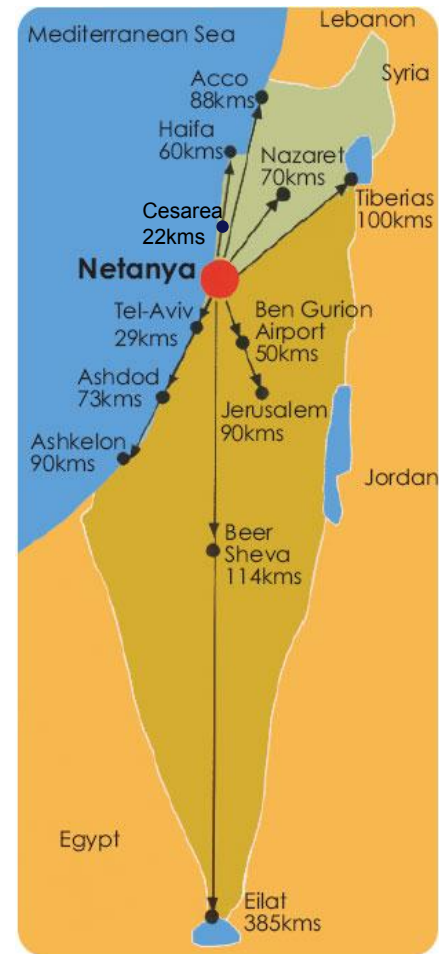 Mediterranean Sea
Lebanon
Syria
Acco
88kms
Haifa
60kms
Nazaret
70kms
Tiberias
100kms
Cesarea
22kms
Netanya
Tel-Aviv
29kms
Ben Gurion
Airport
50kms
Ashdod
73kms
Jerusalem
90kms
Ashkelon
90kms
Jordan
Beer
Sheva
114kms
Egypt
Eilat
385kms